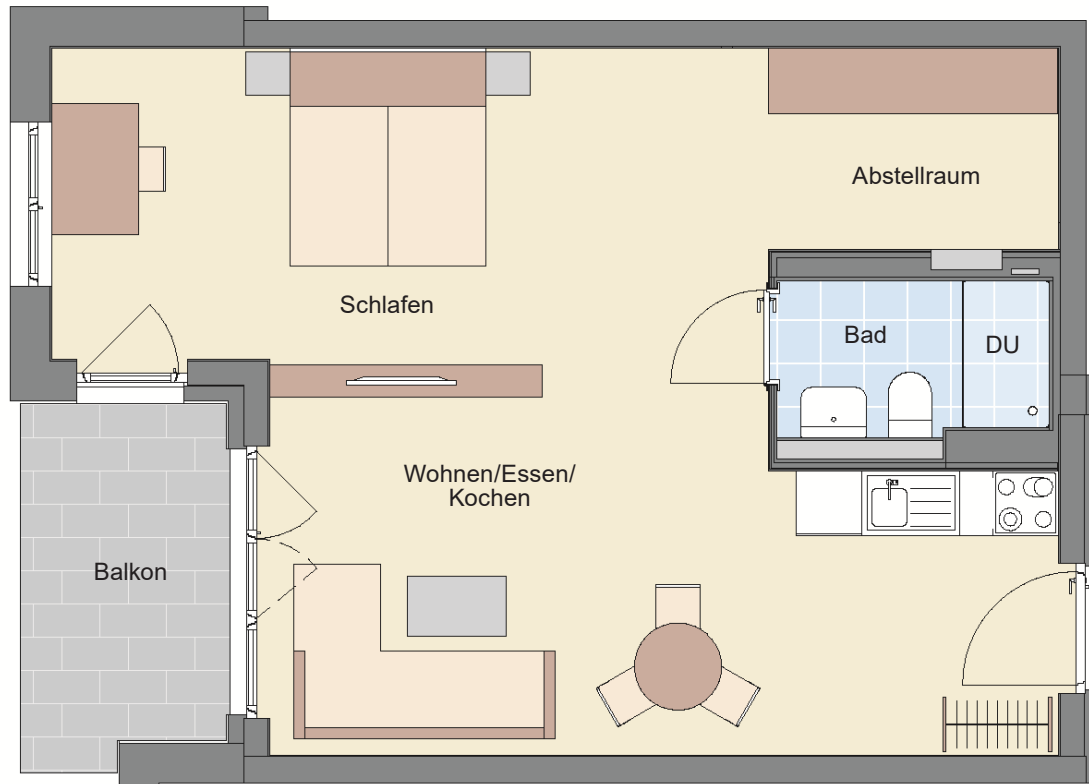 Abstellraum
Schlafen
Bad
DU
Wohnen/Essen/
Kochen
Balkon